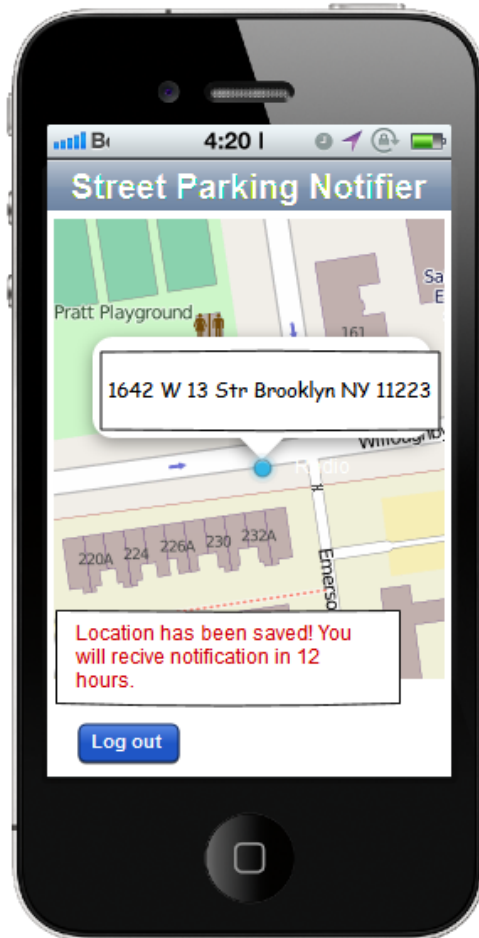 4:20
Street Parking Notifier
Pratt Playground
161
1642 W 13 Str Brooklyn NY 11223
Radio
220A 224 226A 230 232A
Location has been saved! You
will recive notification in 12
hours.
Log out